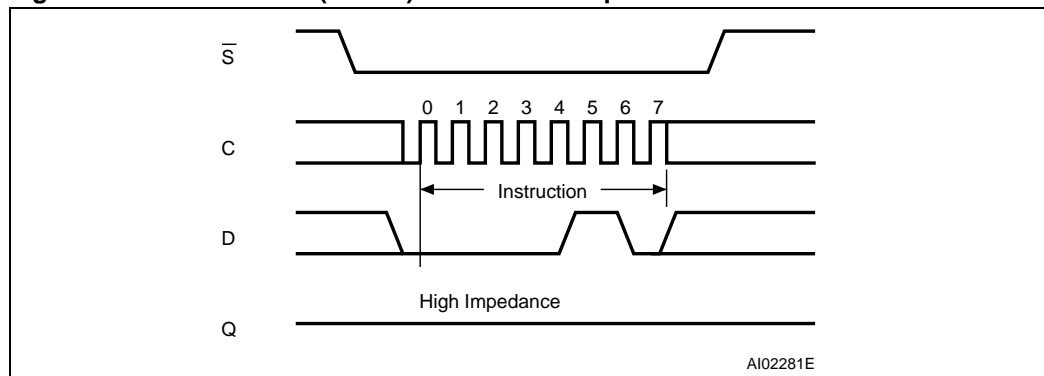 S̅
0 1 2 3 4 5 6 7
C
Instruction
D
High Impedance
Q
AI02281E